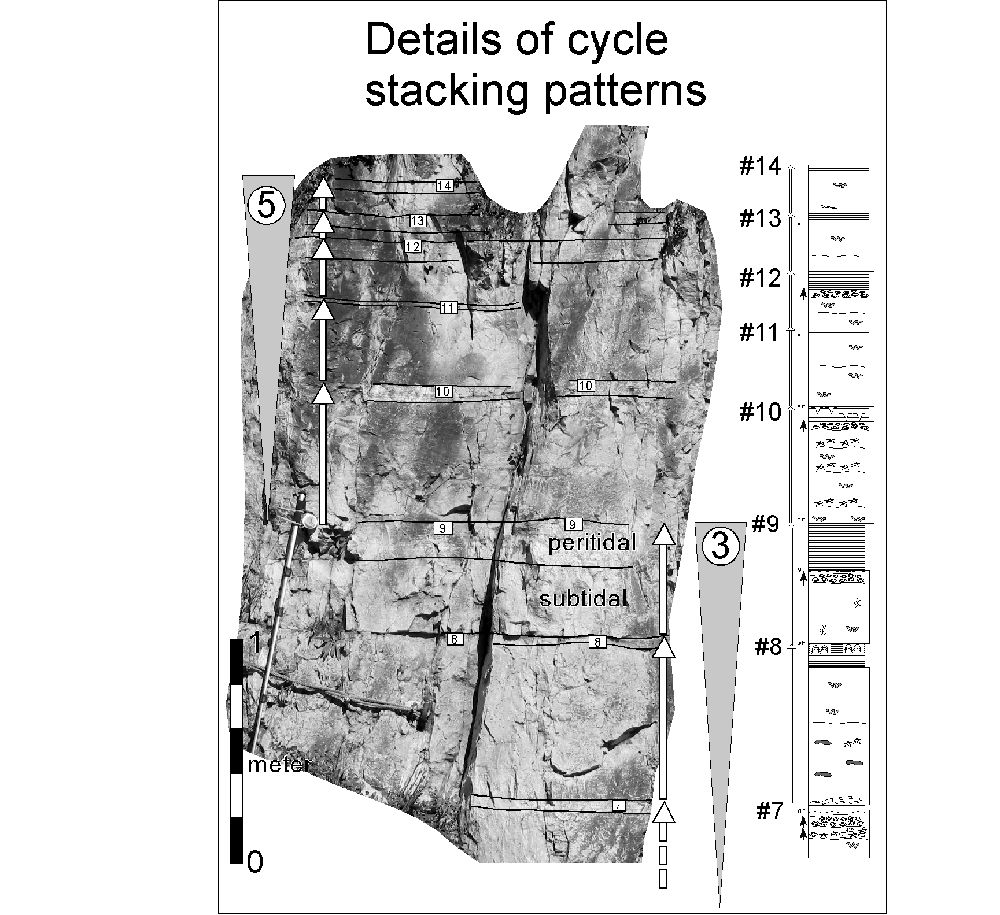 Details of cycle
stacking patterns
5
14
13
12
11
10
10
9
9
peritidal
subtidal
8
8
7
3
1
meter
0
#14
#13
gr
#12
#11
gr
#10
sh
#9
sh
gr
#8
sh
er
#7
gr